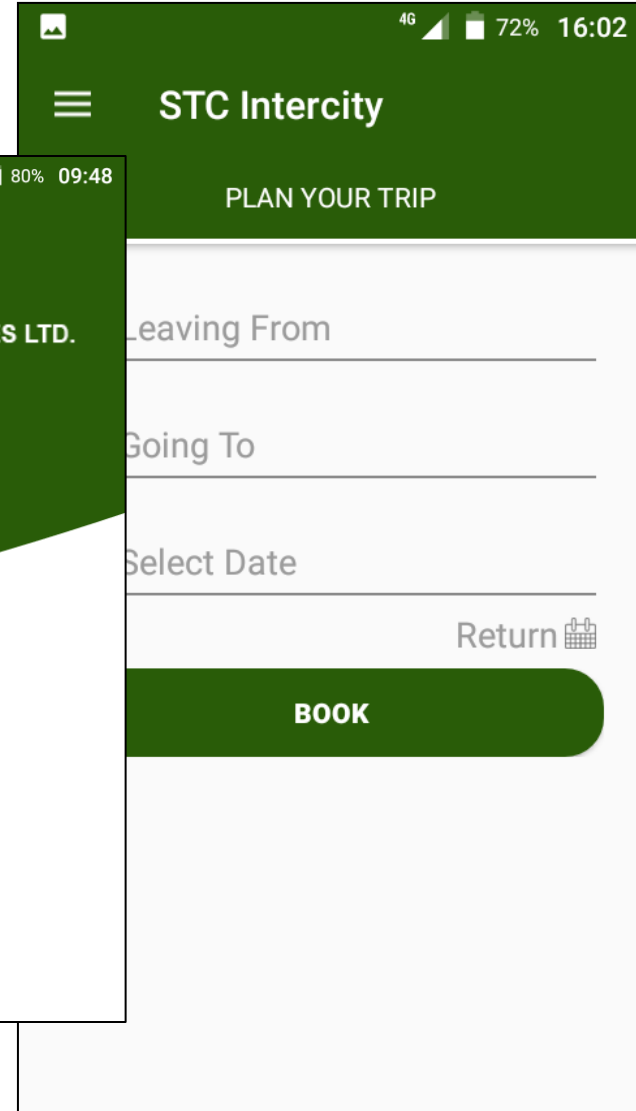 4G 72% 16:02
STC Intercity
80% 09:48
PLAN YOUR TRIP
LTD.
Leaving From
Going To
Select Date
Return
BOOK